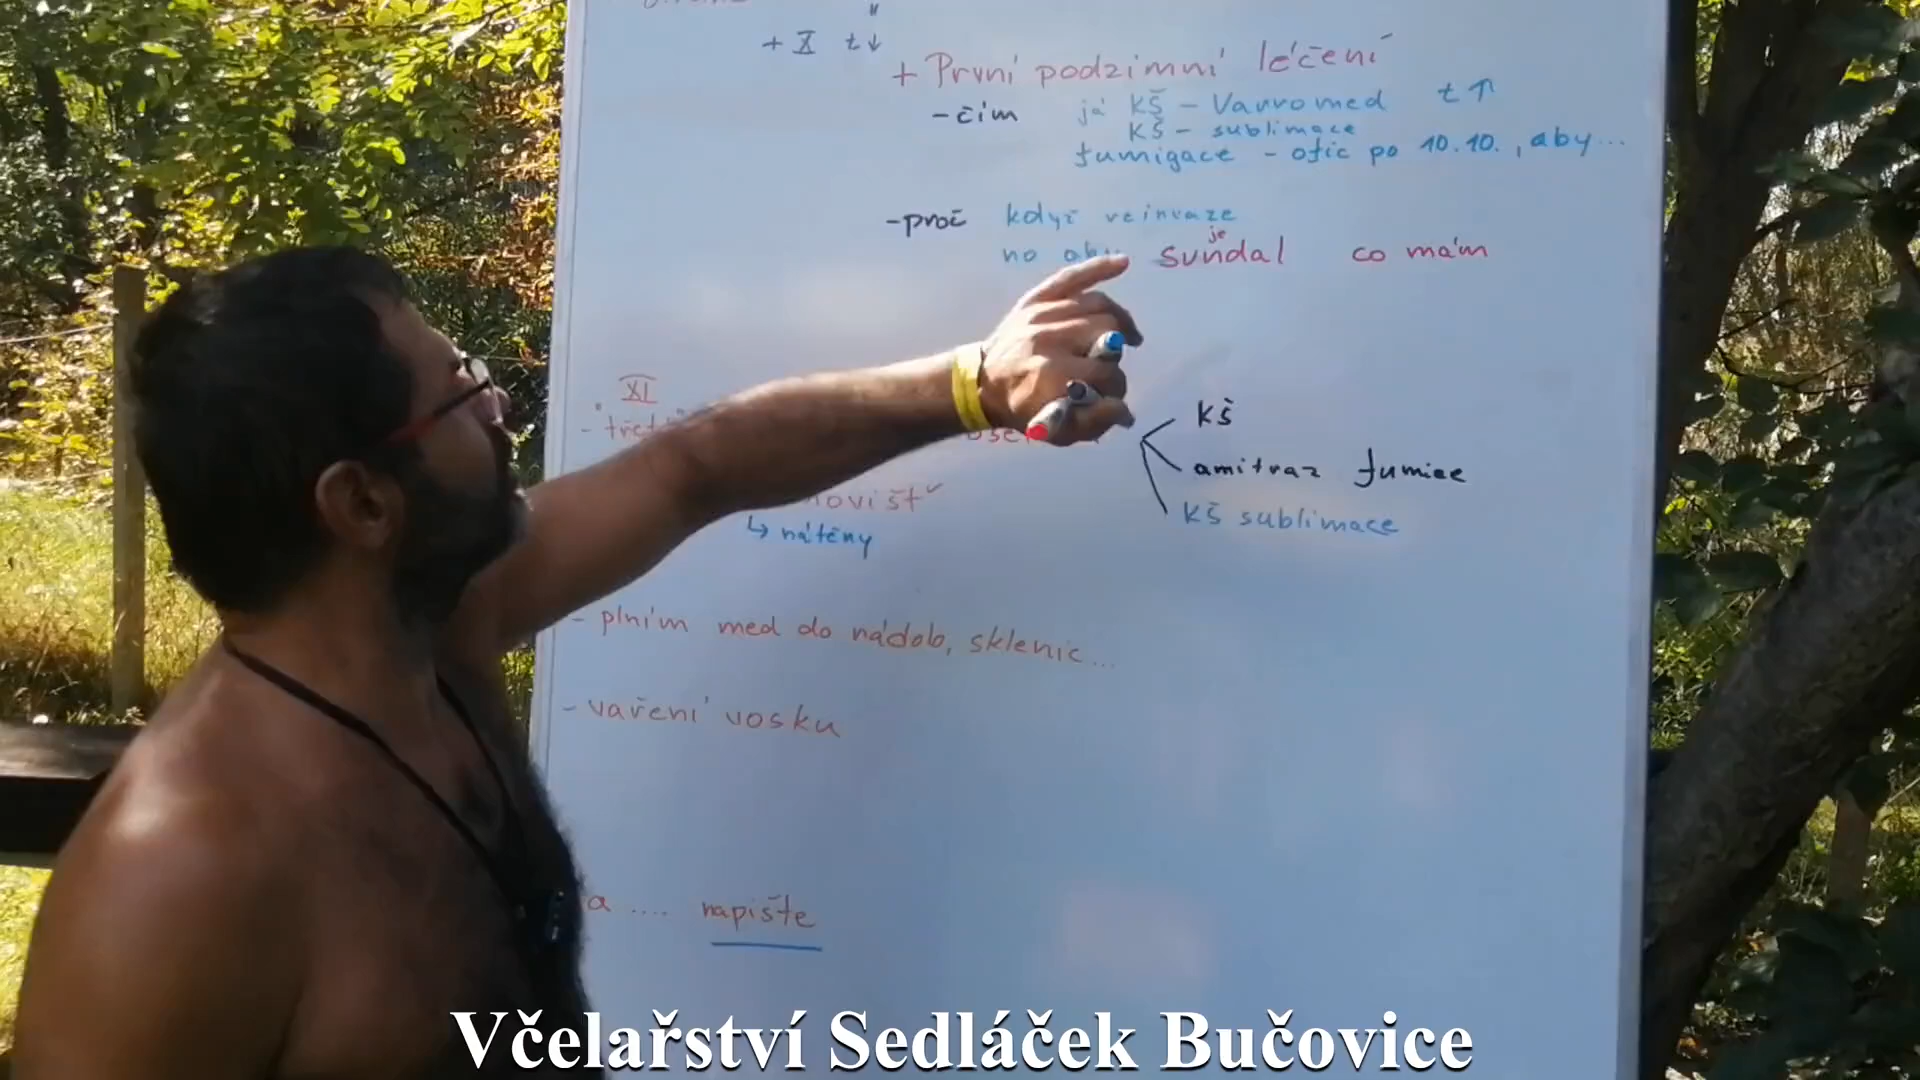 + X t↓
+ První podzimní léčení
- čím já KŠ - Varromed t↑
KŠ - sublimace
fumigace - ofic po 10.10., aby...
- proč když reinvaze
no aby je sundal co mám
XI
- "třetí"
KŠ
amitraz fumiee
novišť
KŠ sublimace
↳ nátěny
- plním med do nádob, sklenic...
- vaření vosku
a .... napište
Včelařství Sedláček Bučovice